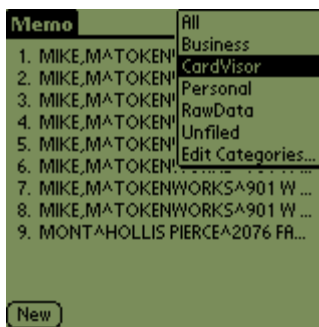 Memo
All
Business
CardVisor
Personal
RawData
Unfiled
Edit Categories...
1. MIKE,M^TOKEN
2. MIKE,M^TOKEN
3. MIKE,M^TOKEN
4. MIKE,M^TOKEN
5. MIKE,M^TOKEN
6. MIKE,M^
7. MIKE,M^TOKENWORKS^901 W ...
8. MIKE,M^TOKENWORKS^901 W ...
9. MONT^HOLLIS PIERCE^2076 FA...
New